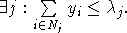 ∃j : ∑_{i∈N_j} y_i ≤ λ_j.